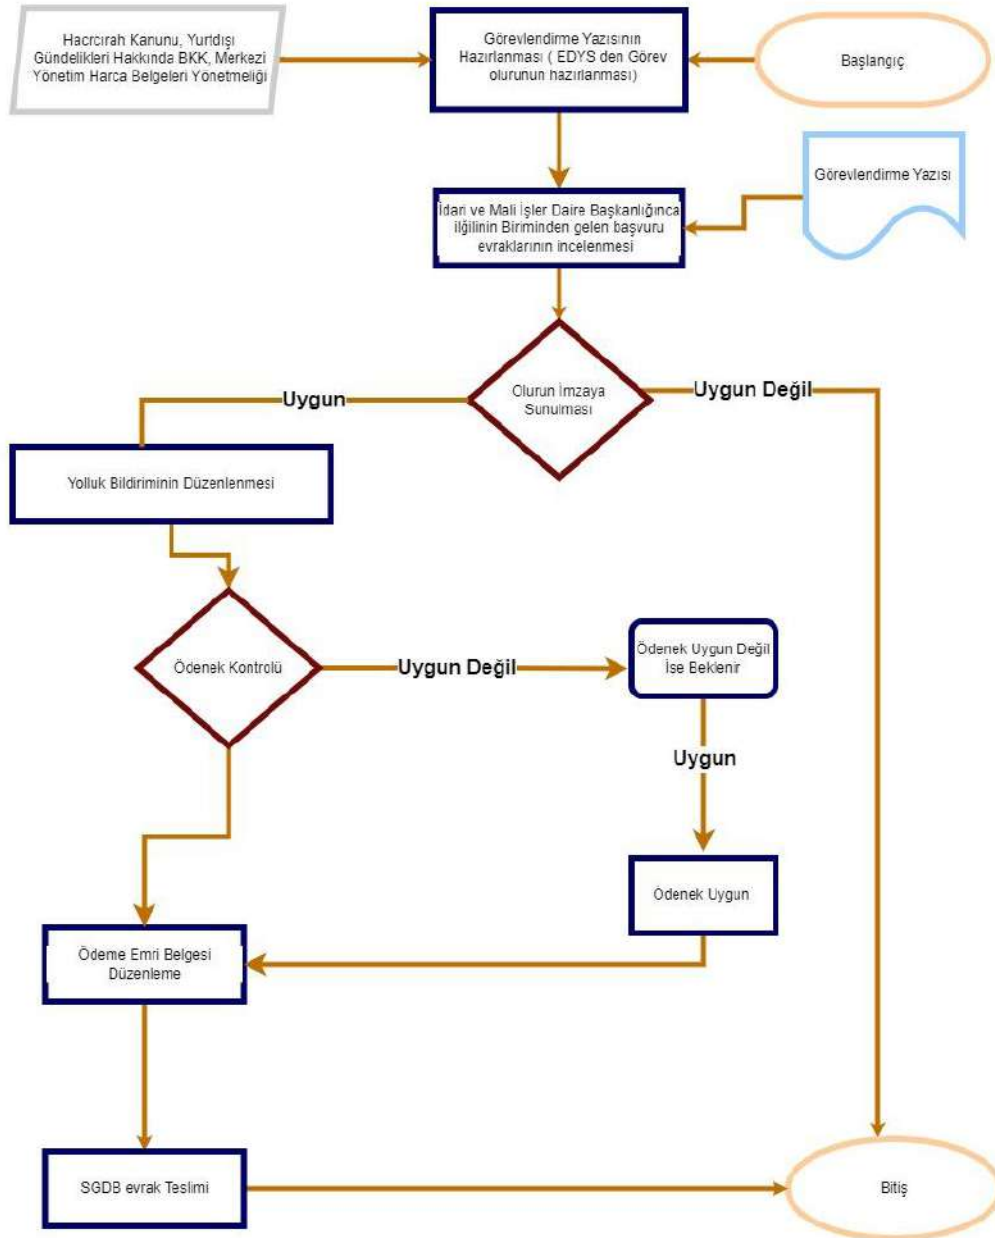 Hacrcırah Kanunu, Yurtdışı
Gündelikleri Hakkında BKK, Merkezi
Yönetim Harca Belgeleri Yönetmeliği
Görevlendirme Yazısının
Hazırlanması ( EDYS den Görev
olurunun hazırlanması)
Başlangıç
Görevlendirme Yazısı
İdari ve Mali İşler Daire Başkanlığınca
ilğilinin Biriminden gelen başvuru
evraklarının incelenmesi
Olurun İmzaya
Sunulması
Uygun
Uygun Değil
Yolluk Bildiriminin Düzenlenmesi
Ödenek Kontrolü
Uygun Değil
Ödenek Uygun Değil
İse Beklenir
Uygun
Ödenek Uygun
Ödeme Emri Belgesi
Düzenleme
SGDB evrak Teslimi
Bitiş